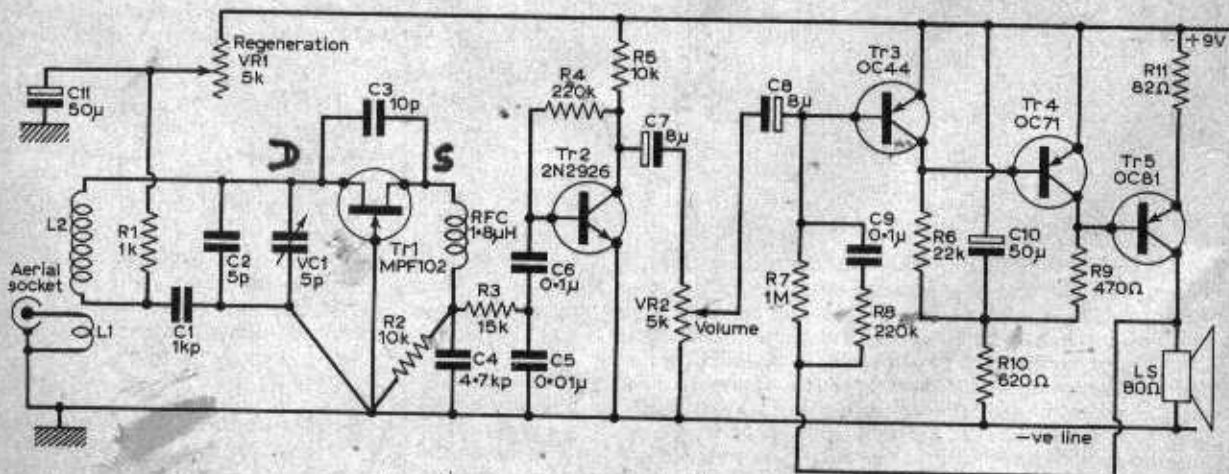 Regeneration
VR1
5k
C11
50μ
C3
10p
D
S
R4
220k
R5
10k
C7
8μ
C8
8μ
Tr3
OC44
Tr4
OC71
Tr5
OC81
+9V
R11
82Ω
L2
R1
1k
C2
5p
VC1
5p
Tr1
MPF102
RFC
1·8μH
Tr2
2N2926
Aerial
socket
L1
C1
1kp
R2
10k
R3
15k
C4
4·7kp
C6
0·1μ
C5
0·01μ
VR2
5k
Volume
R7
1M
C9
0·1μ
R8
220k
R6
22k
C10
50μ
R9
470Ω
R10
620Ω
LS
80Ω
-ve line